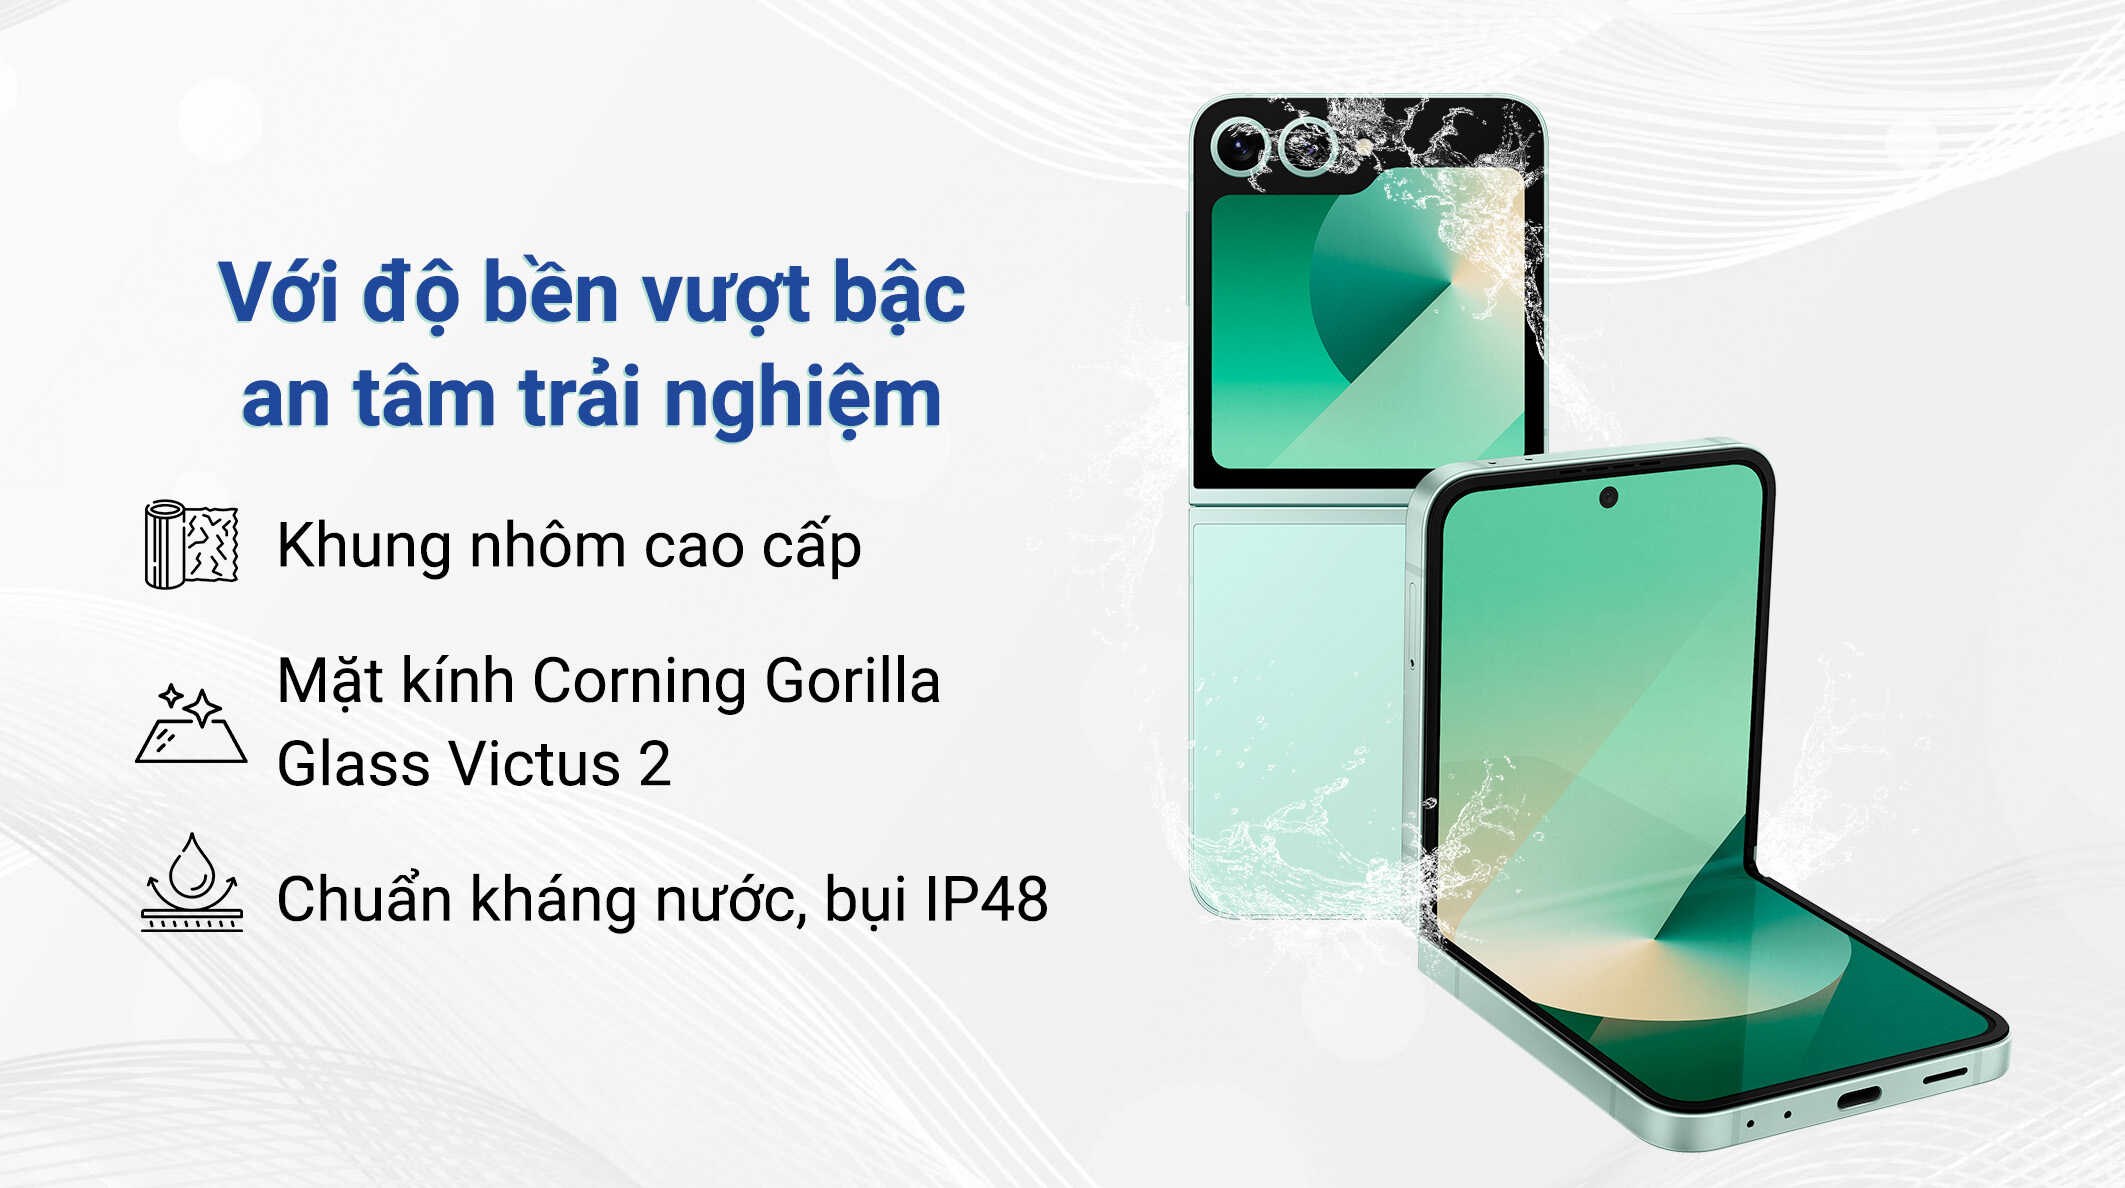 Với độ bền vượt bậc
an tâm trải nghiệm
Khung nhôm cao cấp
Mặt kính Corning Gorilla
Glass Victus 2
Chuẩn kháng nước, bụi IP48